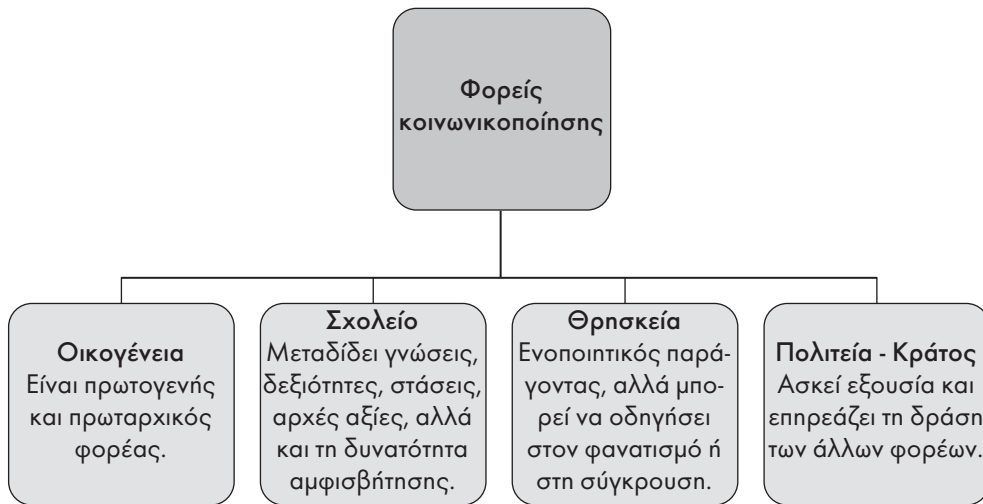 Φορείς
κοινωνικοποίησης
Οικογένεια
Είναι πρωτογενής
και πρωταρχικός
φορέας.
Σχολείο
Μεταδίδει γνώσεις,
δεξιότητες, στάσεις,
αρχές αξίες, αλλά
και τη δυνατότητα
αμφισβήτησης.
Θρησκεία
Ενοποιητικός παρά-
γοντας, αλλά μπο-
ρεί να οδηγήσει
στον φανατισμό ή
στη σύγκρουση.
Πολιτεία - Κράτος
Ασκεί εξουσία και
επηρεάζει τη δράση
των άλλων φορέων.